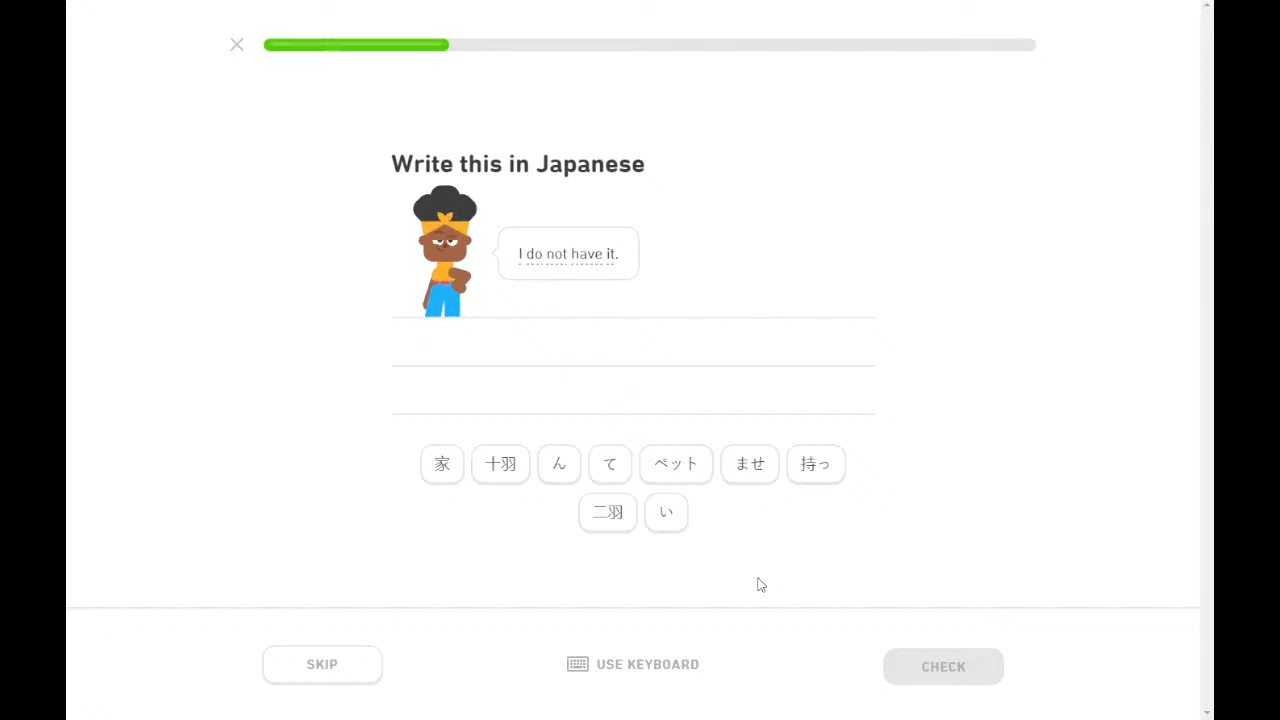 Write this in Japanese
I do not have it.
家 十羽 ん て ペット ませ 持っ
二羽 い
SKIP USE KEYBOARD CHECK